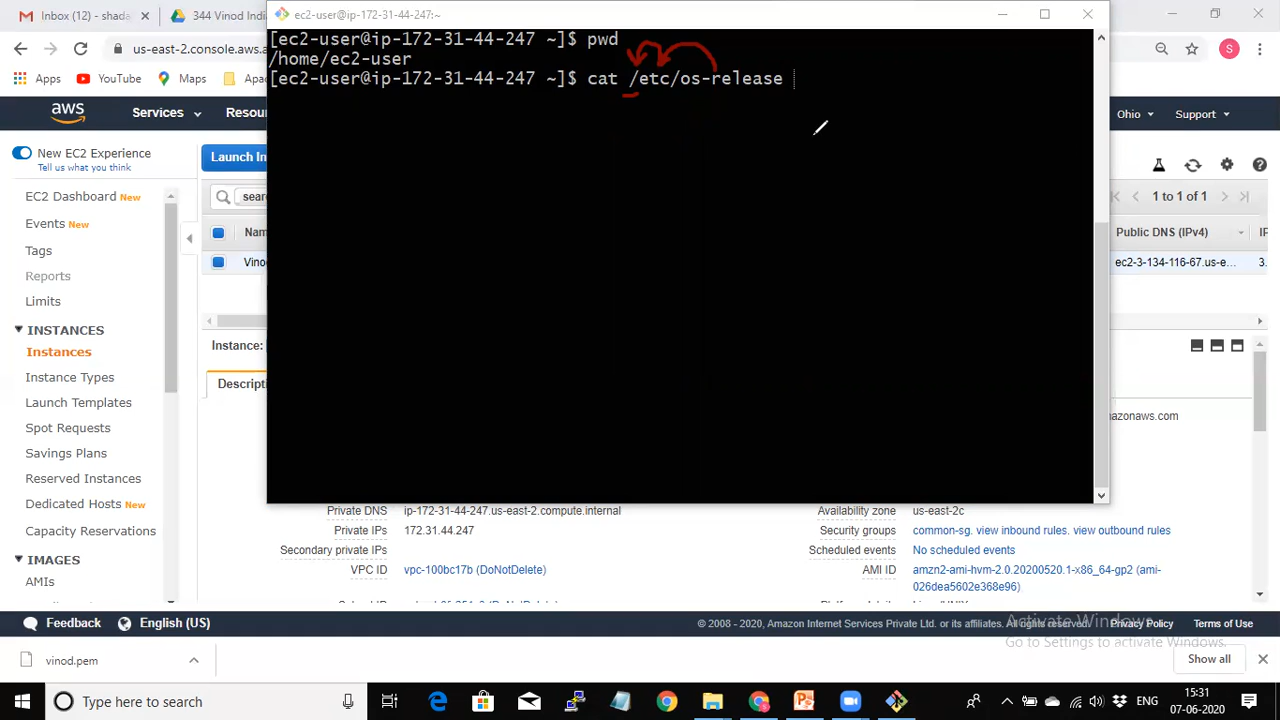 Inbox (12) - shada
344 Vinod Indi
ec2-user@ip-172-31-44-247:~
us-east-2.console.aws.a
Apps
YouTube
Maps
[ec2-user@ip-172-31-44-247 ~]$ pwd
/home/ec2-user
[ec2-user@ip-172-31-44-247 ~]$ cat /etc/os-release
aws
Services
Resou
Ohio
Support
New EC2 Experience
Tell us what you think
Launch In
EC2 Dashboard New
Events New
Tags
Reports
Limits
INSTANCES
Instances
Instance Types
Launch Templates
Spot Requests
Savings Plans
Reserved Instances
Dedicated Hosts New
Capacity Reservations
IMAGES
AMIs
sear
1 to 1 of 1
Nam
Public DNS (IPv4)
IP
Vino
ec2-3-134-116-67.us-e...
3.
Instance:
Descripti
amazonaws.com
Private DNS
ip-172-31-44-247.us-east-2.compute.internal
Availability zone
us-east-2c
Private IPs
172.31.44.247
Security groups
common-sg. view inbound rules. view outbound rules
Secondary private IPs
Scheduled events
No scheduled events
VPC ID
vpc-100bc17b (DoNotDelete)
AMI ID
amzn2-ami-hvm-2.0.20200520.1-x86_64-gp2 (ami-
026dea5602e368e96)
Feedback
English (US)
© 2008 - 2020, Amazon Internet Services Private Ltd. or its affiliates. All rights reserved.
Privacy Policy
Terms of Use
Activate Windows
Go to Settings to activate Windows.
vinod.pem
Show all
Type here to search
ENG
15:31
07-06-2020